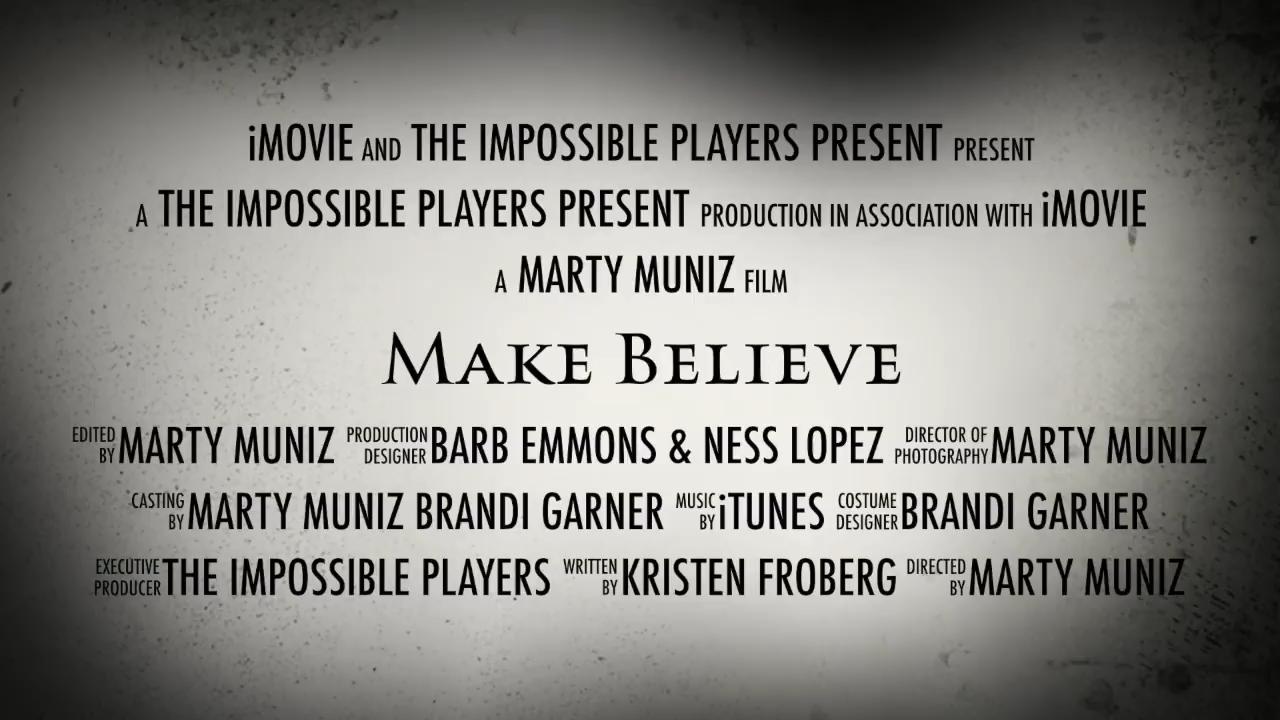 iMOVIE AND THE IMPOSSIBLE PLAYERS PRESENT PRESENT
A THE IMPOSSIBLE PLAYERS PRESENT PRODUCTION IN ASSOCIATION WITH iMOVIE
A MARTY MUNIZ FILM
MAKE BELIEVE
EDITED BY MARTY MUNIZ PRODUCTION DESIGNER BARB EMMONS & NESS LOPEZ DIRECTOR OF PHOTOGRAPHY MARTY MUNIZ
CASTING BY MARTY MUNIZ BRANDI GARNER MUSIC BY iTUNES COSTUME DESIGNER BRANDI GARNER
EXECUTIVE PRODUCER THE IMPOSSIBLE PLAYERS WRITTEN BY KRISTEN FROBERG DIRECTED BY MARTY MUNIZ